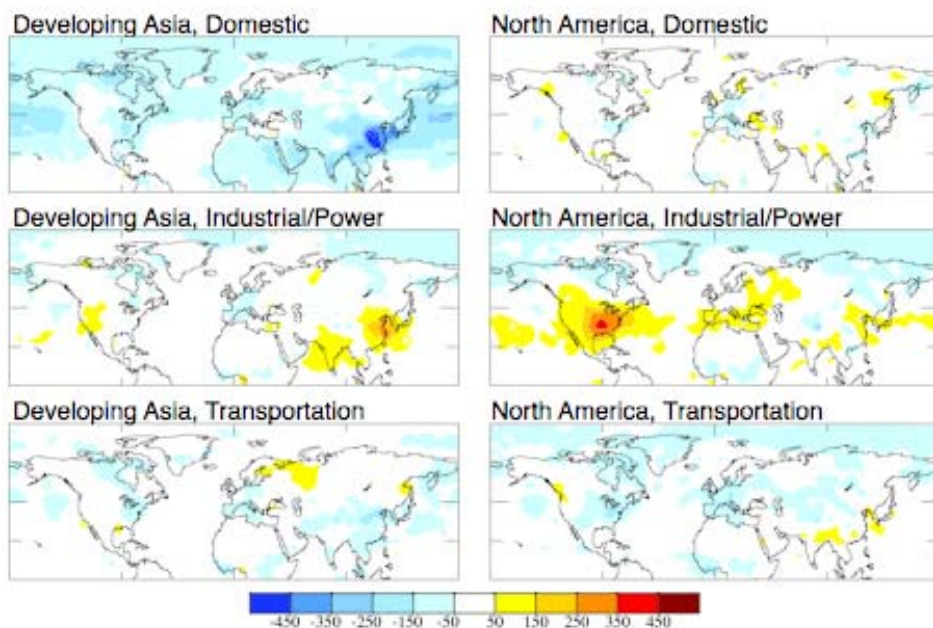 Developing Asia, Domestic
North America, Domestic
Developing Asia, Industrial/Power
North America, Industrial/Power
Developing Asia, Transportation
North America, Transportation
-450 -350 -250 -150 -50 50 150 250 350 450